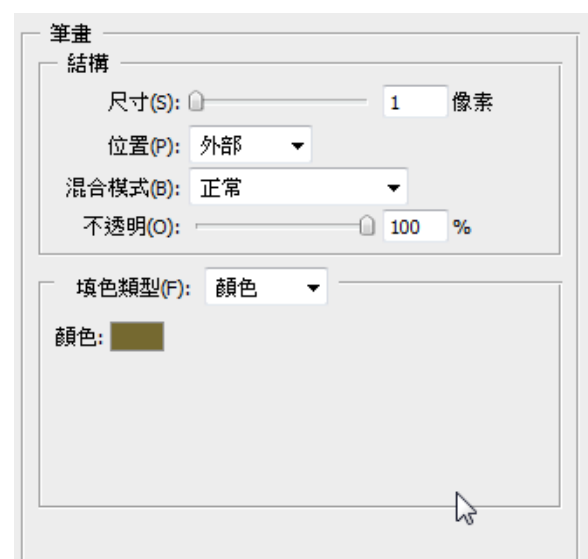 筆畫
結構
尺寸(S): 1 像素
位置(P): 外部
混合模式(B): 正常
不透明(O): 100 %
填色類型(F): 顏色
顏色: